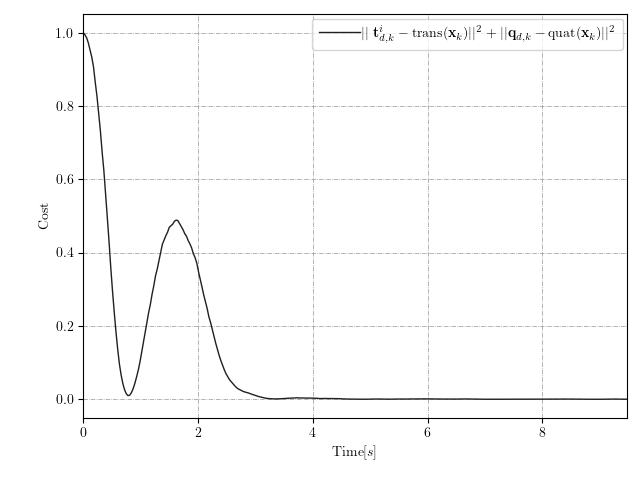 || t^i_{d,k} − trans(x_k)||² + ||q_{d,k} − quat(x_k)||²
1.0
0.8
0.6
0.4
0.2
0.0
Cost
0 2 4 6 8
Time[s]